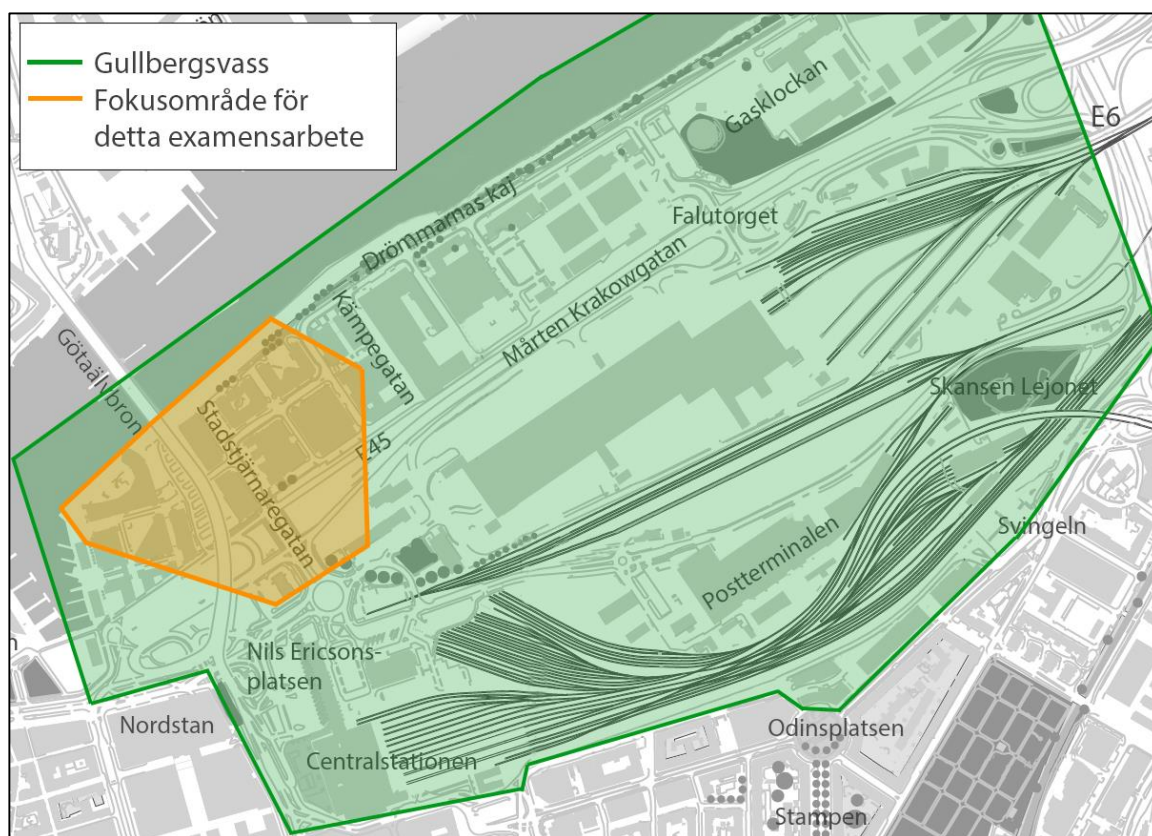 Gullbergsvass
Fokusområde för
detta examensarbete
Gasklockan
E6
Drömmarnas kaj
Falutorget
Kämpegatan
Mårten Krakowgatan
Götaälvbron
Skansen Lejonet
Stadstjärnaregatan
E45
Svingeln
Postterminalen
Nils Ericsons-
platsen
Nordstan
Odinsplatsen
Centralstationen
Stampen